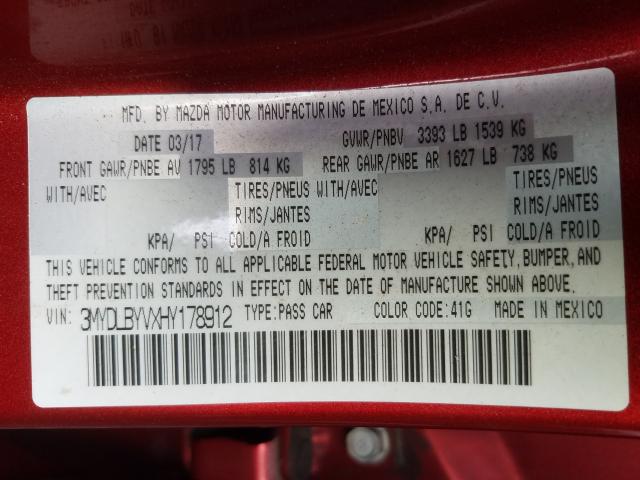 MFD. BY MAZDA MOTOR MANUFACTURING DE MEXICO S.A. DE C.V.
DATE 03/17 GVWR/PNBV 3393 LB 1539 KG
FRONT GAWR/PNBE AV 1795 LB 814 KG REAR GAWR/PNBE AR 1627 LB 738 KG
WITH/AVEC TIRES/PNEUS WITH/AVEC TIRES/PNEUS
RIMS/JANTES RIMS/JANTES
KPA/ PSI COLD/A FROID KPA/ PSI COLD/A FROID
THIS VEHICLE CONFORMS TO ALL APPLICABLE FEDERAL MOTOR VEHICLE SAFETY,BUMPER,AND
THEFT PREVENTION STANDARDS IN EFFECT ON THE DATE OF MANUFACTURE SHOWN ABOVE.
VIN: 3MYDLBYVXHY178912 TYPE:PASS CAR COLOR CODE:41G MADE IN MEXICO